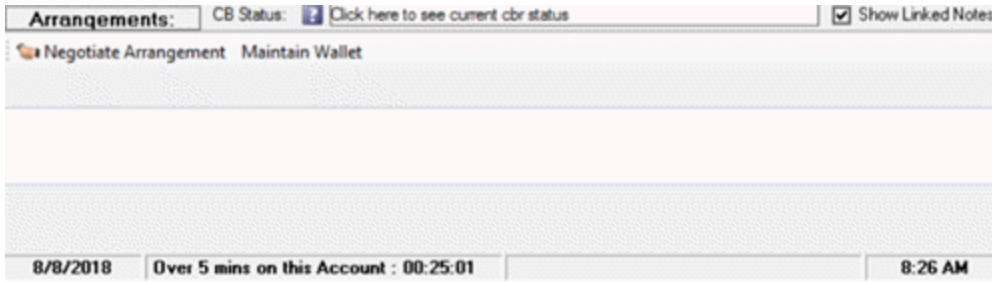 Arrangements: CB Status: ? Click here to see current cbr status Show Linked Notes
Negotiate Arrangement Maintain Wallet
8/8/2018 Over 5 mins on this Account : 00:25:01 8:26 AM